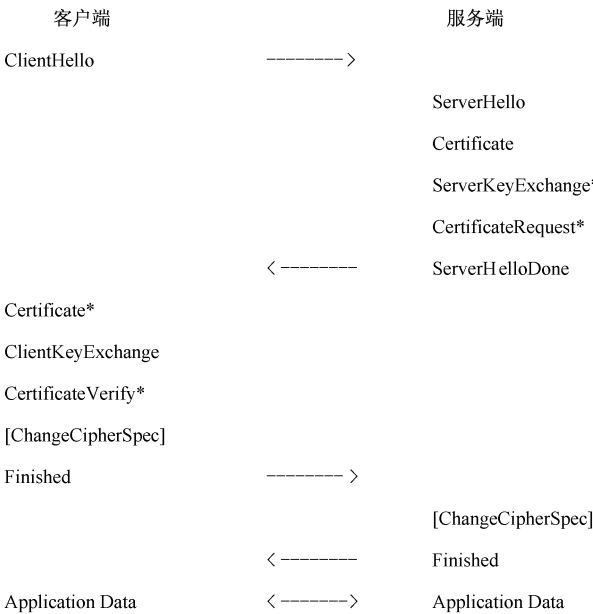 客户端 服务端
ClientHello --------〉
ServerHello
Certificate
ServerKeyExchange*
CertificateRequest*
〈-------- ServerHelloDone
Certificate*
ClientKeyExchange
CertificateVerify*
[ChangeCipherSpec]
Finished --------〉
[ChangeCipherSpec]
〈-------- Finished
Application Data 〈-------〉 Application Data